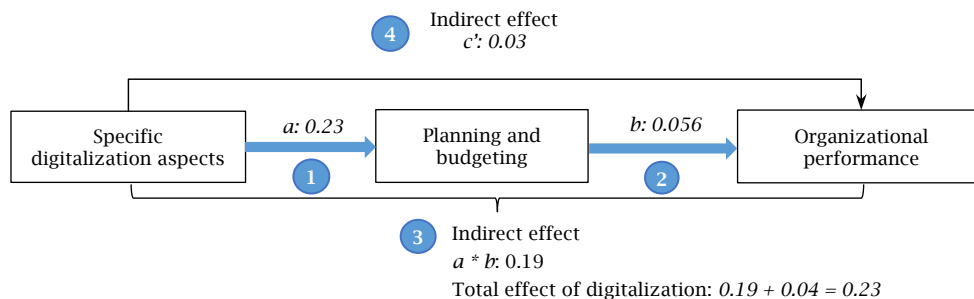 4
Indirect effect
c': 0.03
Specific
digitalization aspects
a: 0.23
1
Planning and
budgeting
b: 0.056
2
Organizational
performance
3
Indirect effect
a * b: 0.19
Total effect of digitalization: 0.19 + 0.04 = 0.23